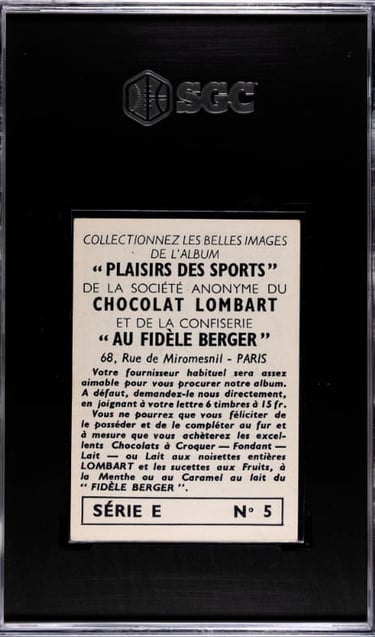 SGC
COLLECTIONNEZ LES BELLES IMAGES
DE L'ALBUM
“ PLAISIRS DES SPORTS ”
DE LA SOCIÉTÉ ANONYME DU
CHOCOLAT LOMBART
ET DE LA CONFISERIE
“ AU FIDÈLE BERGER ”
68, Rue de Miromesnil - PARIS
Votre fournisseur habituel sera assez
aimable pour vous procurer notre album.
A défaut, demandez-le nous directement,
en joignant à votre lettre 6 timbres à 15 fr.
Vous ne pourrez que vous féliciter de
le posséder et de le compléter au fur et
à mesure que vous achèterez les excel-
lents Chocolats à Croquer — Fondant —
Lait — ou Lait aux noisettes entières
LOMBART et les sucettes aux Fruits, à
la Menthe ou au Caramel au lait du
“ FIDÈLE BERGER ”.
SÉRIE E N° 5